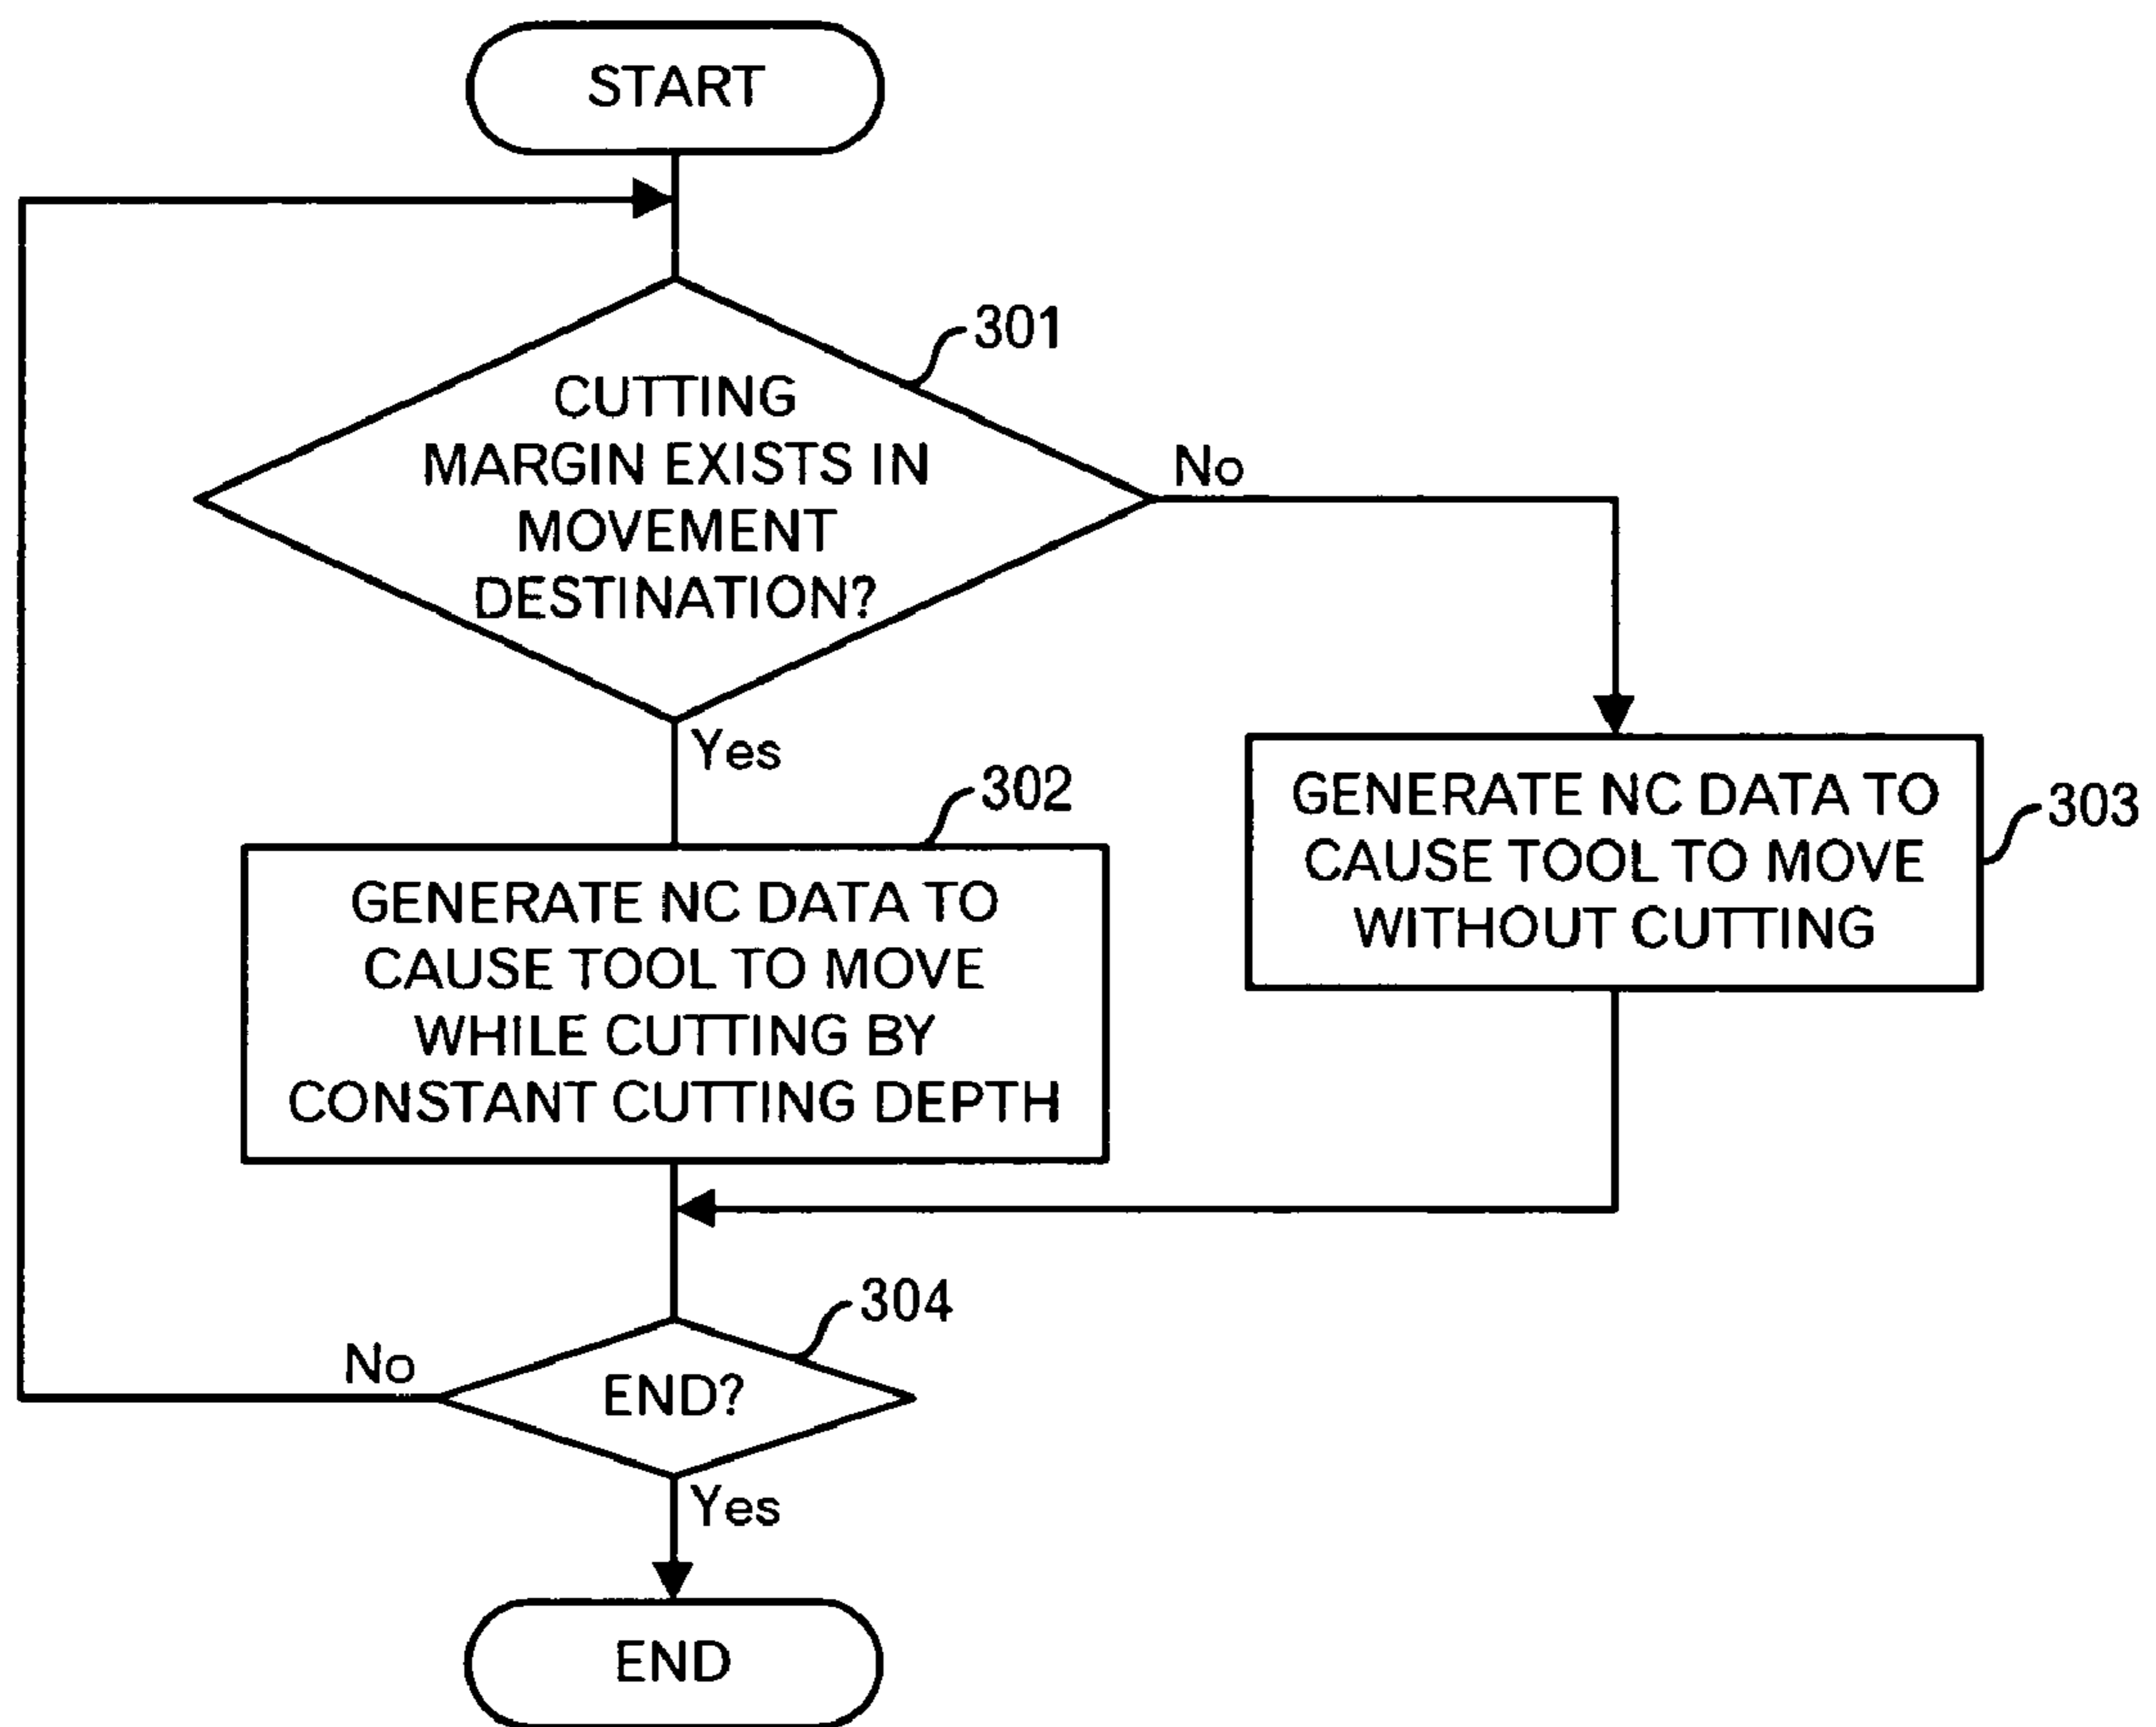 START
301
CUTTING
MARGIN EXISTS IN
MOVEMENT
DESTINATION?
No
Yes
302
GENERATE NC DATA TO
CAUSE TOOL TO MOVE
WHILE CUTTING BY
CONSTANT CUTTING DEPTH
GENERATE NC DATA TO
CAUSE TOOL TO MOVE
WITHOUT CUTTING
303
304
No
END?
Yes
END